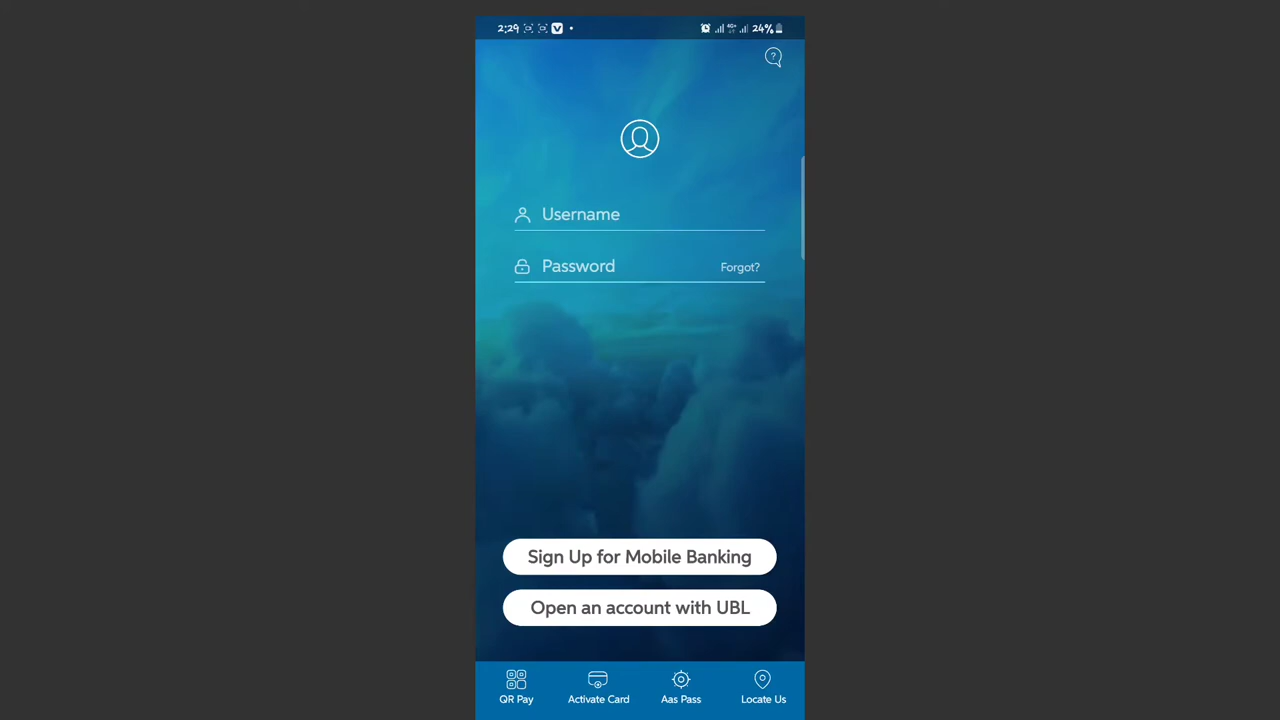 2:29
4G+
24%
?
Username
Password Forgot?
Sign Up for Mobile Banking
Open an account with UBL
QR Pay Activate Card Aas Pass Locate Us